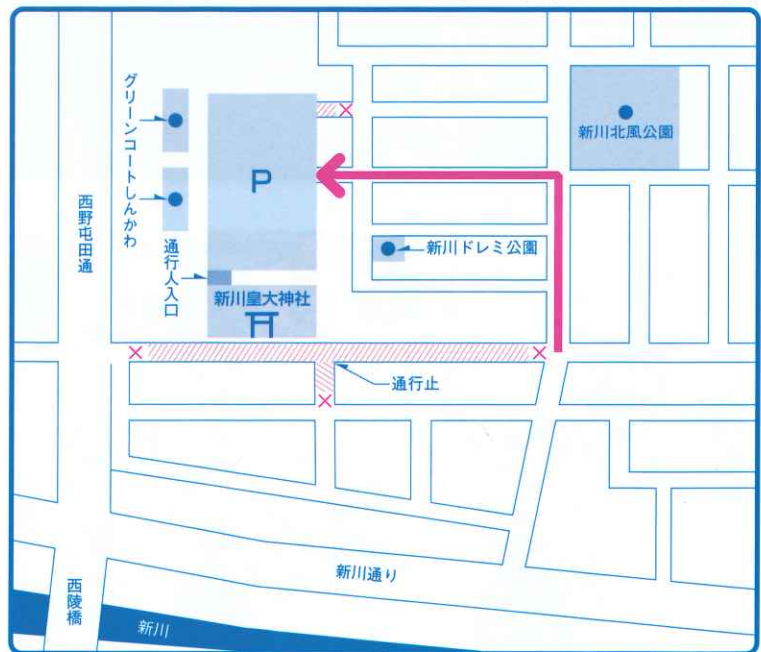 グリーンコートしんかわ
P
新川北風公園
西野屯田通
通行人入口
新川ドレミ公園
新川皇大神社
通行止
新川通り
西陵橋
新川